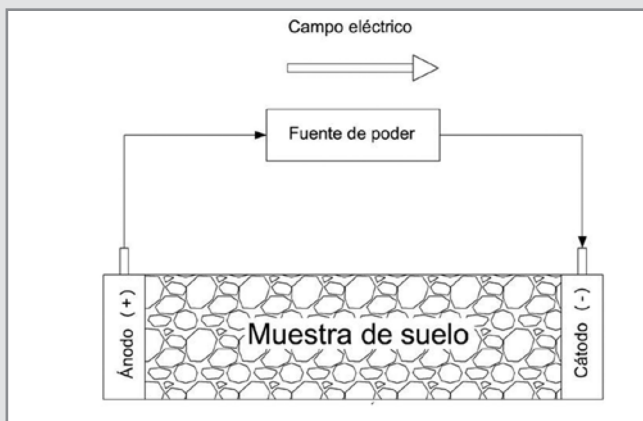 Campo eléctrico
Fuente de poder
Ánodo (+)
Muestra de suelo
Cátodo (-)